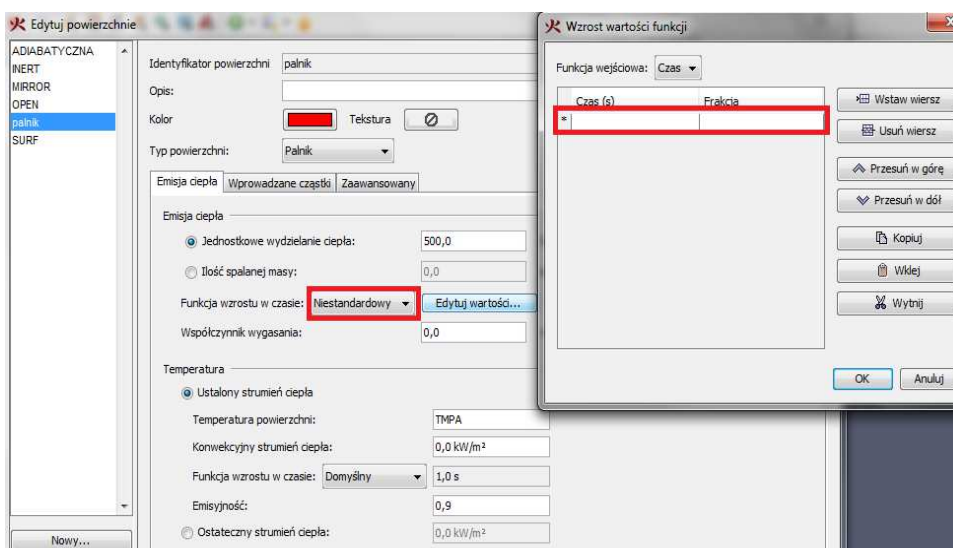 Edytuj powierzchnie
ADIABATYCZNA
INERT
MIRROR
OPEN
palnik
SURF
Nowy...
Identyfikator powierzchni palnik
Opis:
Kolor Tekstura
Typ powierzchni: Palnik
Emisja ciepła Wprowadzane cząstki Zaawansowany
Emisja ciepła
Jednostkowe wydzielanie ciepła: 500,0
Ilość spalanej masy: 0,0
Funkcja wzrostu w czasie: Niestandardowy Edytuj wartości...
Współczynnik wygasania: 0,0
Temperatura
Ustalony strumień ciepła
Temperatura powierzchni: TMPA
Konwekcyjny strumień ciepła: 0,0 kW/m²
Funkcja wzrostu w czasie: Domyślny 1,0 s
Emisyjność: 0,9
Ostateczny strumień ciepła: 0,0 kW/m²
Wzrost wartości funkcji
Funkcja wejściowa: Czas
Czas (s) Frakcja
*
Wstaw wiersz
Usuń wiersz
Przesuń w górę
Przesuń w dół
Kopiuj
Wklej
Wytnij
OK Anuluj